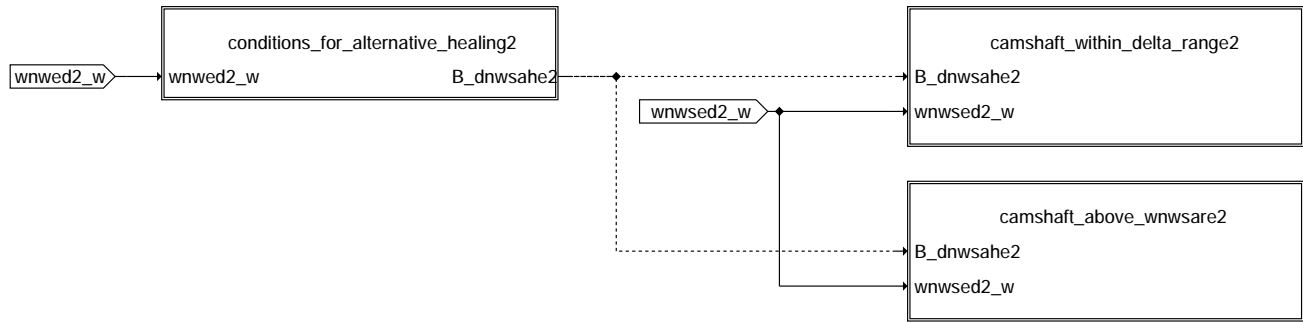 conditions_for_alternative_healing2
wnwed2_w
wnwed2_w
B_dnwsahe2
wnwsed2_w
camshaft_within_delta_range2
B_dnwsahe2
wnwsed2_w
camshaft_above_wnwsare2
B_dnwsahe2
wnwsed2_w